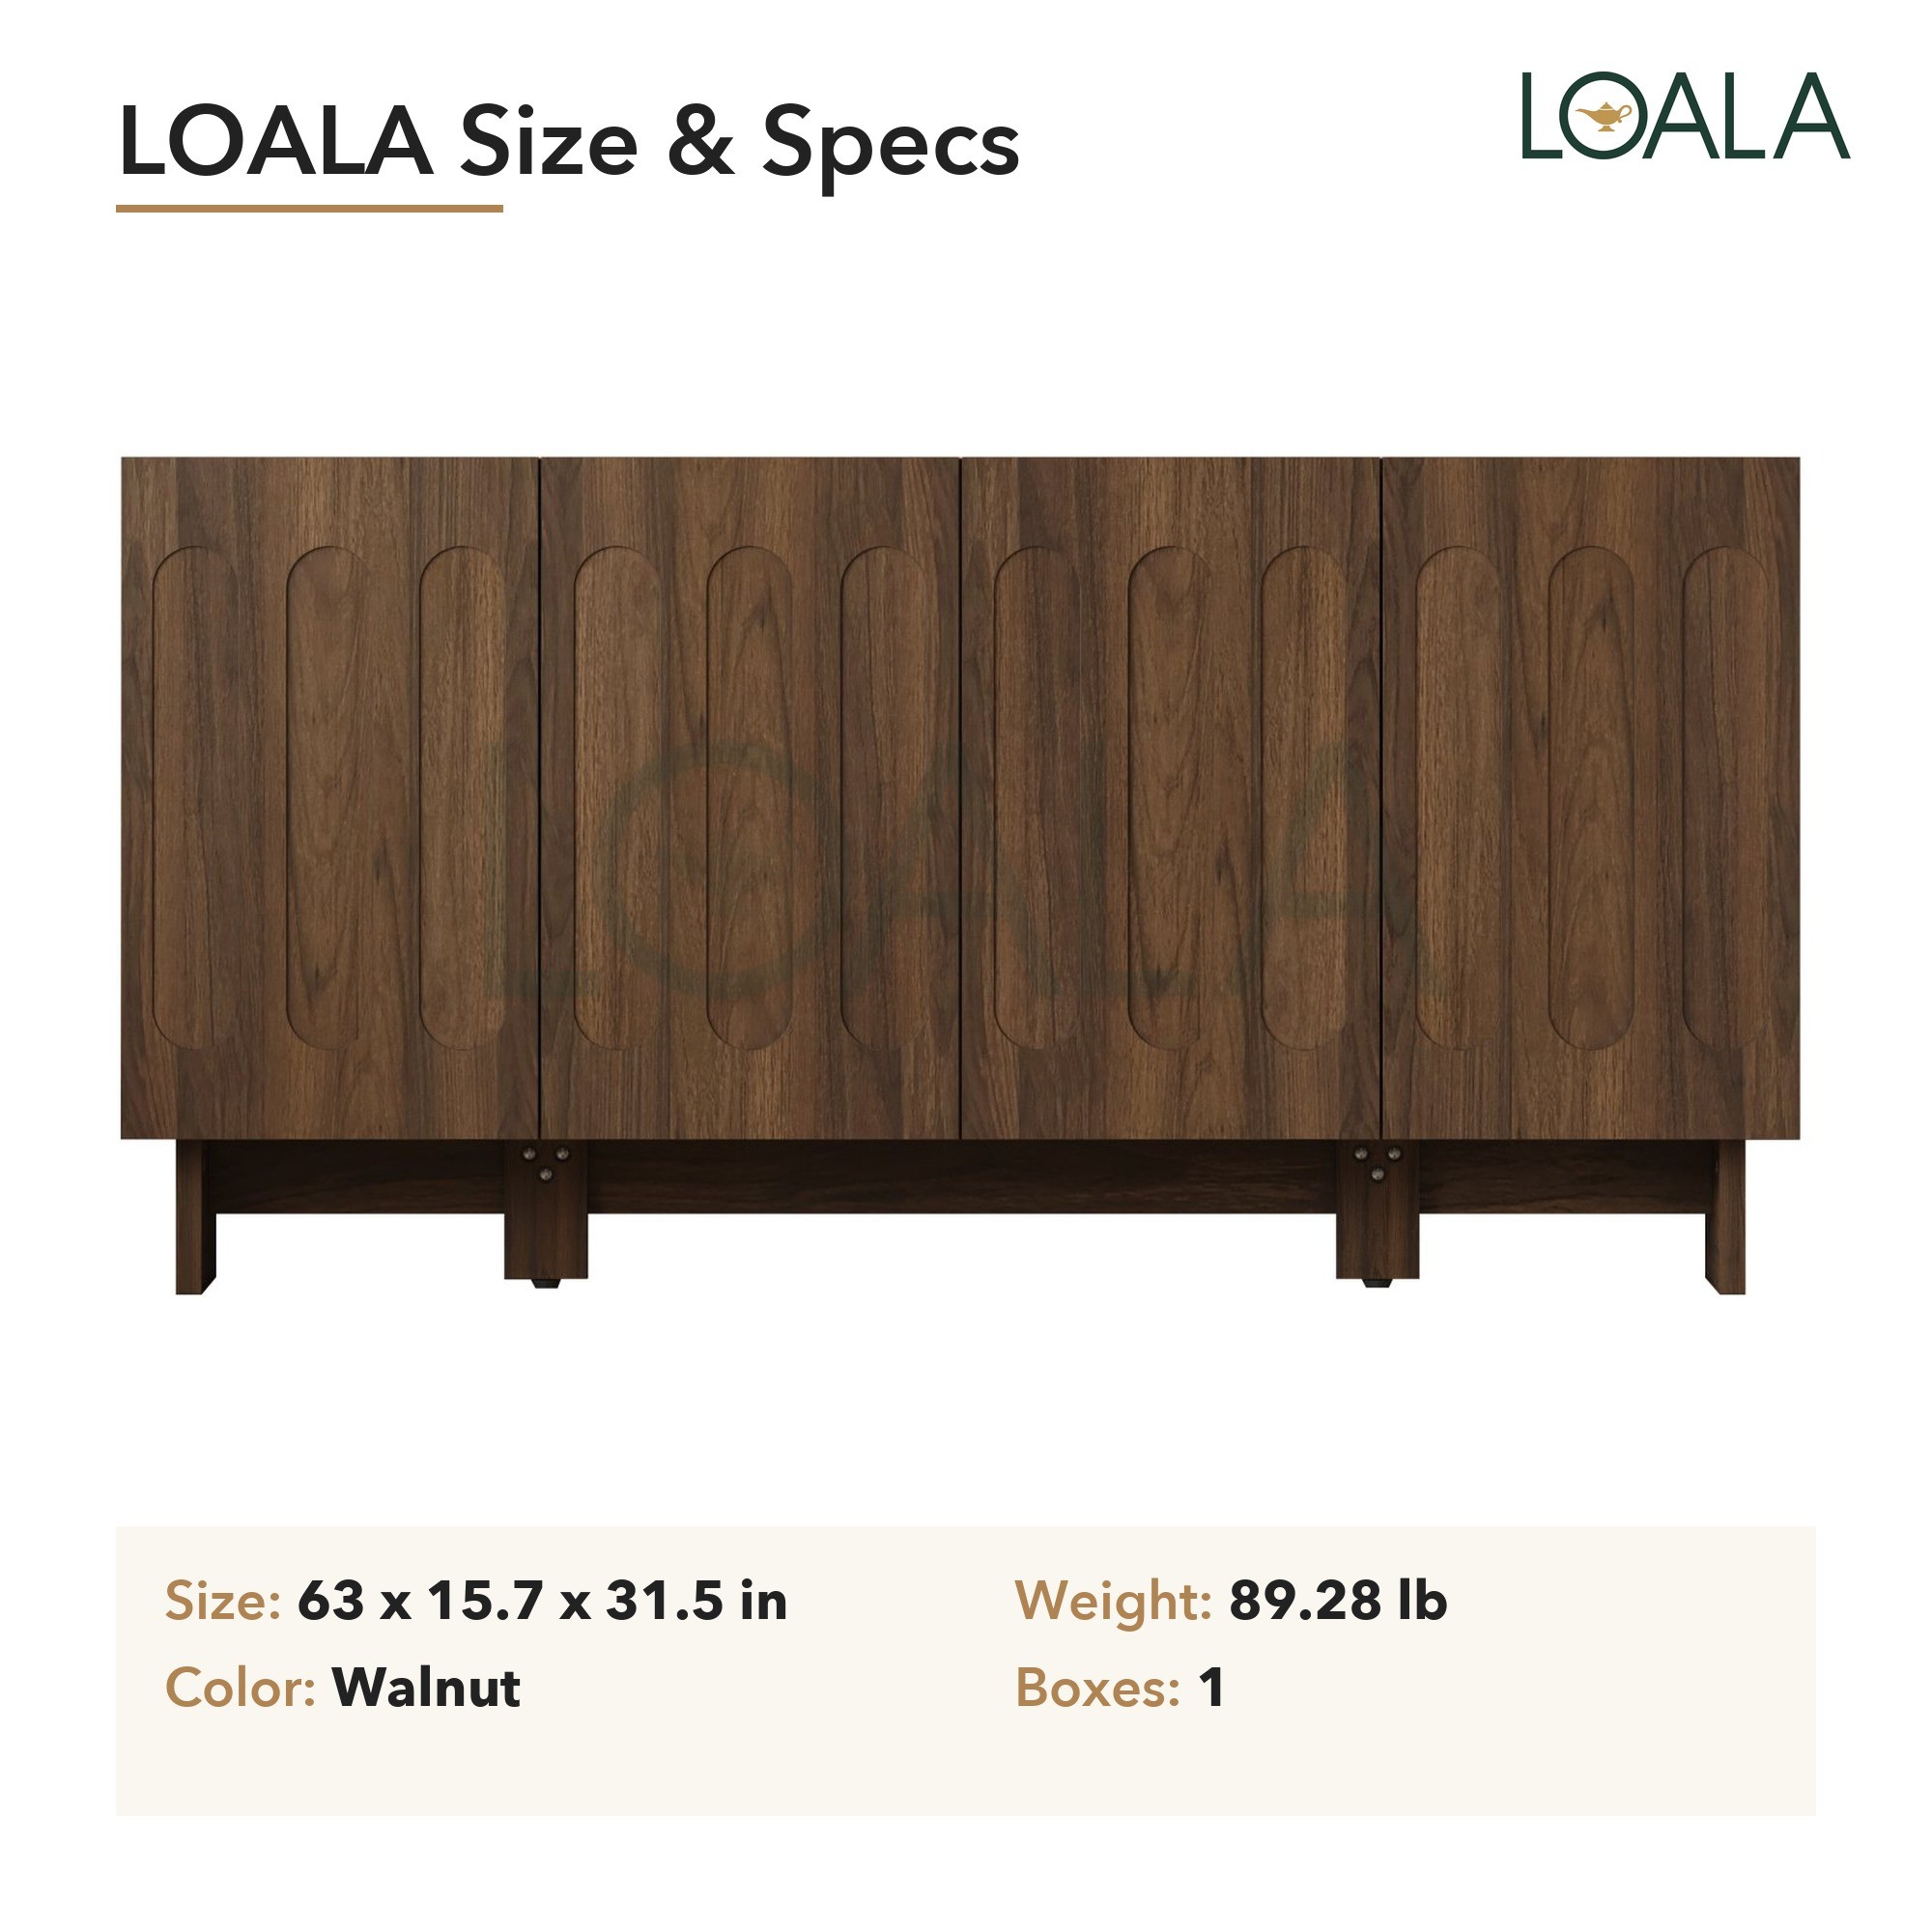 LOALA Size & Specs
LOALA
LOALA
Size: 63 x 15.7 x 31.5 in
Weight: 89.28 lb
Color: Walnut
Boxes: 1